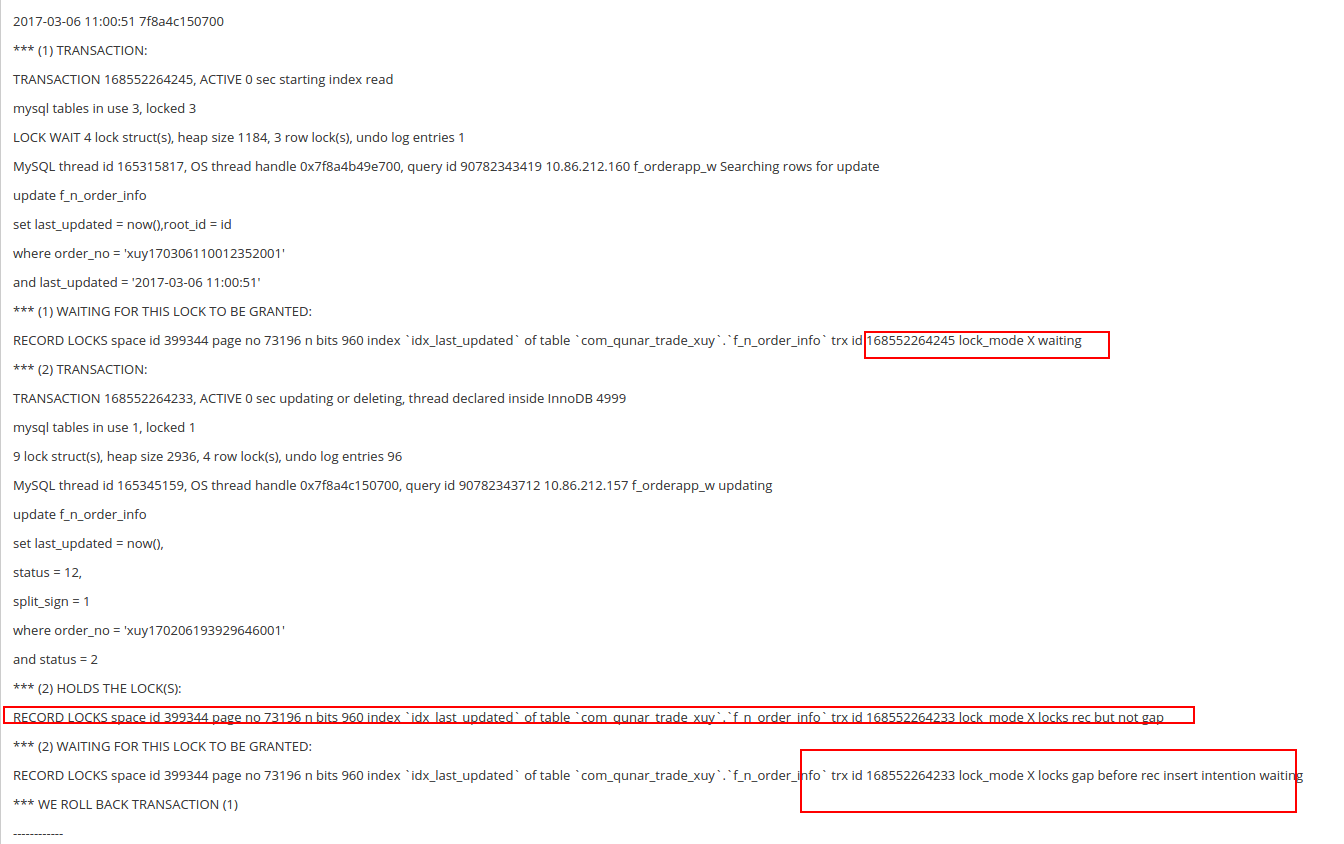 2017-03-06 11:00:51 7f8a4c150700
*** (1) TRANSACTION:
TRANSACTION 168552264245, ACTIVE 0 sec starting index read
mysql tables in use 3, locked 3
LOCK WAIT 4 lock struct(s), heap size 1184, 3 row lock(s), undo log entries 1
MySQL thread id 165315817, OS thread handle 0x7f8a4b49e700, query id 90782343419 10.86.212.160 f_orderapp_w Searching rows for update
update f_n_order_info
set last_updated = now(),root_id = id
where order_no = 'xuy170306110012352001'
and last_updated = '2017-03-06 11:00:51'
*** (1) WAITING FOR THIS LOCK TO BE GRANTED:
RECORD LOCKS space id 399344 page no 73196 n bits 960 index `idx_last_updated` of table `com_qunar_trade_xuy`.`f_n_order_info` trx id 168552264245 lock_mode X waiting
*** (2) TRANSACTION:
TRANSACTION 168552264233, ACTIVE 0 sec updating or deleting, thread declared inside InnoDB 4999
mysql tables in use 1, locked 1
9 lock struct(s), heap size 2936, 4 row lock(s), undo log entries 96
MySQL thread id 165345159, OS thread handle 0x7f8a4c150700, query id 90782343712 10.86.212.157 f_orderapp_w updating
update f_n_order_info
set last_updated = now(),
status = 12,
split_sign = 1
where order_no = 'xuy170206193929646001'
and status = 2
*** (2) HOLDS THE LOCK(S):
RECORD LOCKS space id 399344 page no 73196 n bits 960 index `idx_last_updated` of table `com_qunar_trade_xuy`.`f_n_order_info` trx id 168552264233 lock_mode X locks rec but not gap
*** (2) WAITING FOR THIS LOCK TO BE GRANTED:
RECORD LOCKS space id 399344 page no 73196 n bits 960 index `idx_last_updated` of table `com_qunar_trade_xuy`.`f_n_order_info` trx id 168552264233 lock_mode X locks gap before rec insert intention waiting
*** WE ROLL BACK TRANSACTION (1)
------------